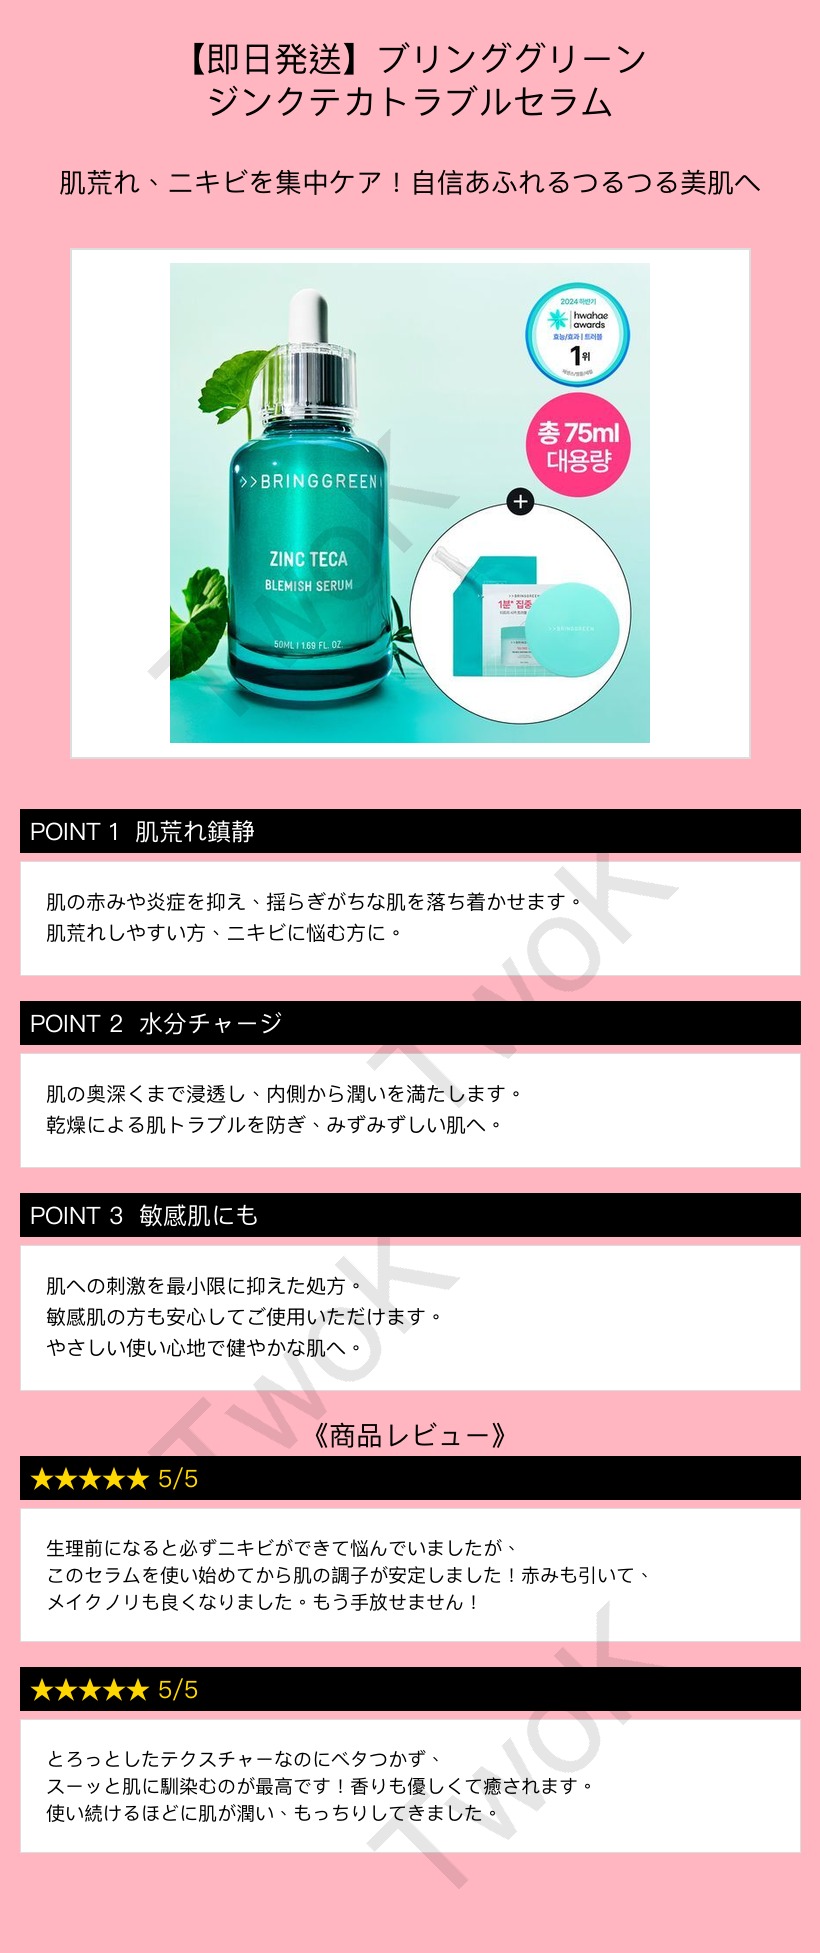 【即日発送】ブリンググリーン
ジンクテカトラブルセラム
肌荒れ、ニキビを集中ケア！自信あふれるつるつる美肌へ
2024 하반기
hwahae
awards
효능/효과 | 트러블
1위
총 75ml
대용량
>>BRINGGREEN
ZINC TECA
BLEMISH SERUM
50ML | 1.69 FL. OZ.
+
>>BRINGGREEN
1분* 집중
>>BRINGGREEN
TwoK
POINT 1 肌荒れ鎮静
肌の赤みや炎症を抑え、揺らぎがちな肌を落ち着かせます。
肌荒れしやすい方、ニキビに悩む方に。
TwoK
POINT 2 水分チャージ
肌の奥深くまで浸透し、内側から潤いを満たします。
乾燥による肌トラブルを防ぎ、みずみずしい肌へ。
POINT 3 敏感肌にも
肌への刺激を最小限に抑えた処方。
敏感肌の方も安心してご使用いただけます。
やさしい使い心地で健やかな肌へ。
TwoK
《商品レビュー》
★★★★★ 5/5
生理前になると必ずニキビができて悩んでいましたが、
このセラムを使い始めてから肌の調子が安定しました！赤みも引いて、
メイクノリも良くなりました。もう手放せません！
★★★★★ 5/5
とろっとしたテクスチャーなのにベタつかず、
スーッと肌に馴染むのが最高です！香りも優しくて癒されます。
使い続けるほどに肌が潤い、もっちりしてきました。
TwoK